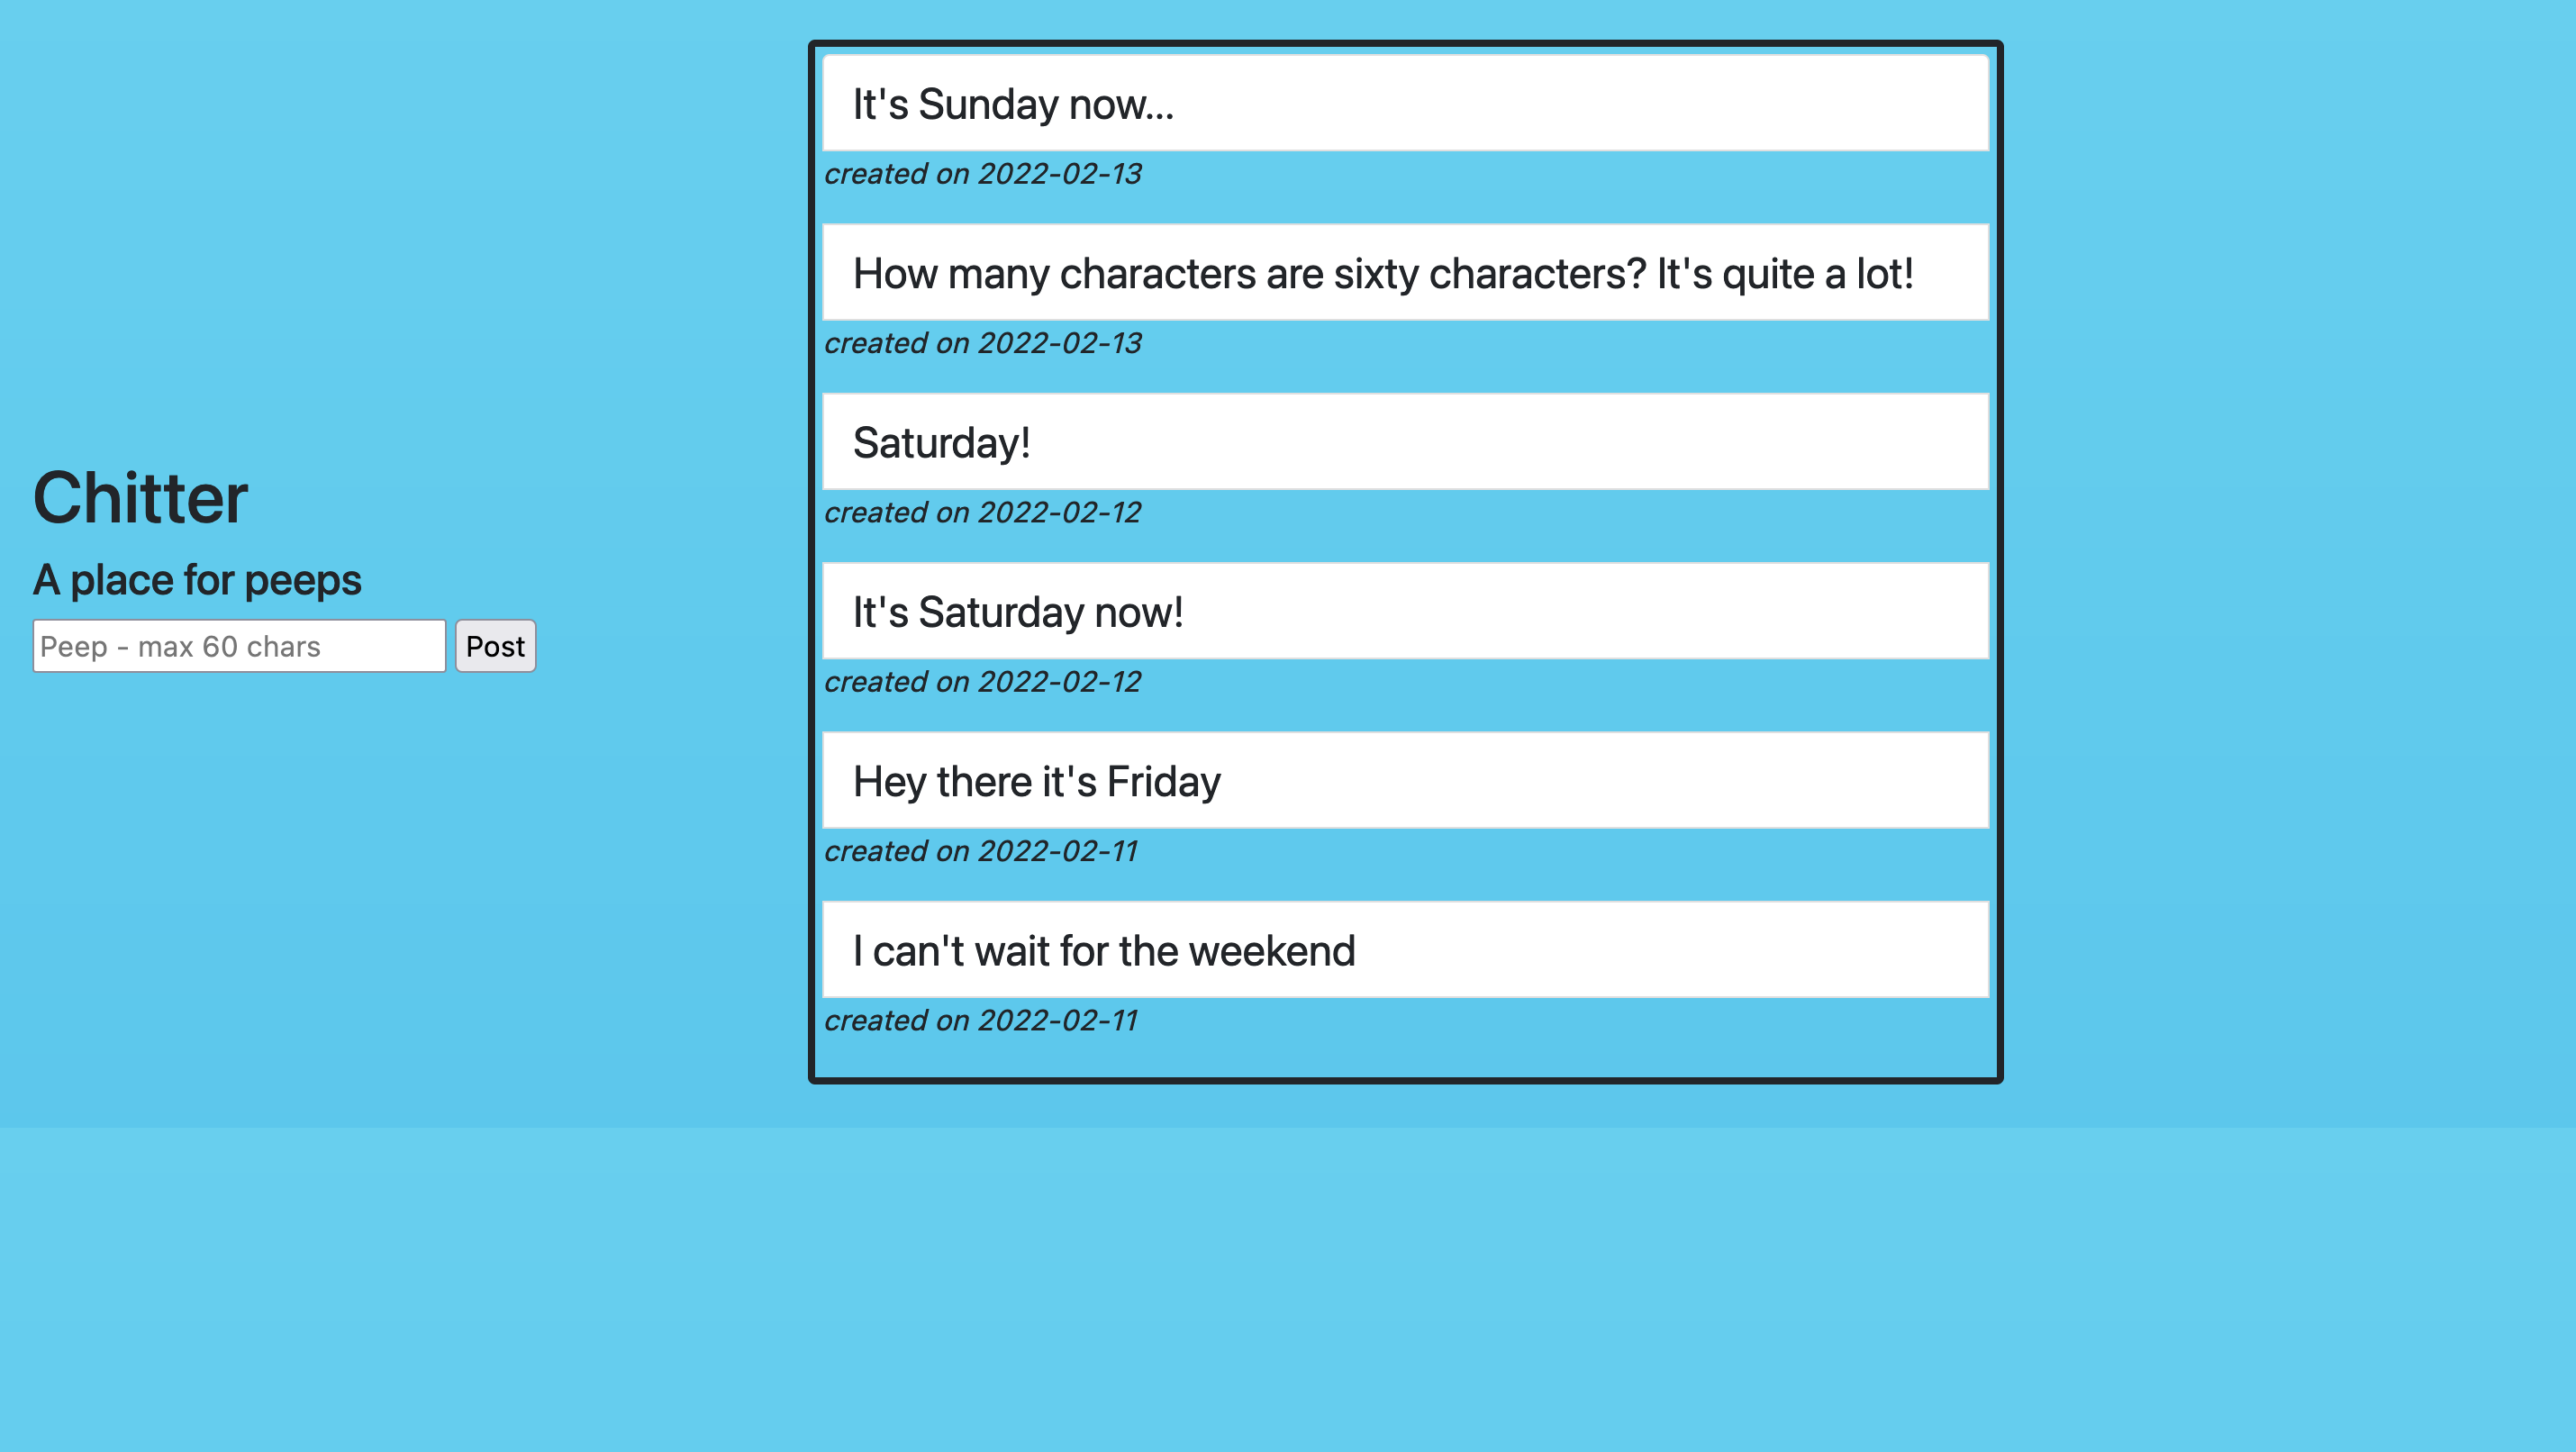 Chitter
A place for peeps
Peep - max 60 chars
Post
It's Sunday now...
created on 2022-02-13
How many characters are sixty characters? It's quite a lot!
created on 2022-02-13
Saturday!
created on 2022-02-12
It's Saturday now!
created on 2022-02-12
Hey there it's Friday
created on 2022-02-11
I can't wait for the weekend
created on 2022-02-11